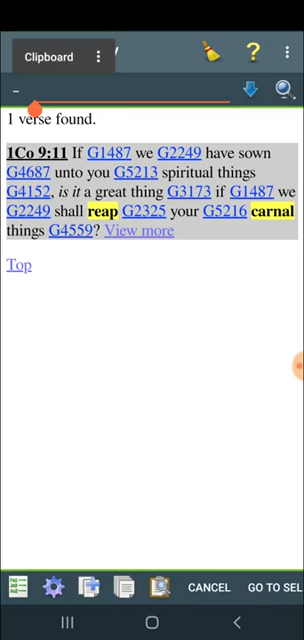 Clipboard
1 verse found.
1Co 9:11 If G1487 we G2249 have sown
G4687 unto you G5213 spiritual things
G4152, is it a great thing G3173 if G1487 we
G2249 shall reap G2325 your G5216 carnal
things G4559? View more
Top
CANCEL GO TO SEL